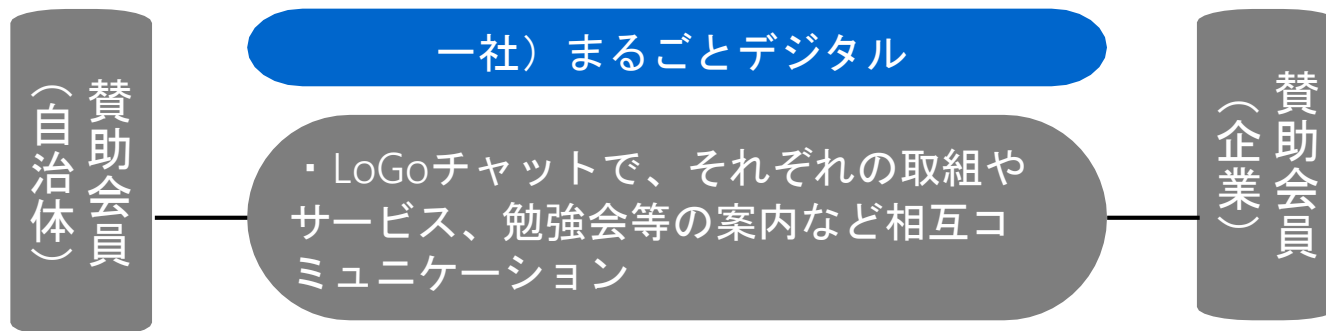 一社）まるごとデジタル
賛助会員
（自治体）
・LoGoチャットで、それぞれの取組や
サービス、勉強会等の案内など相互コ
ミュニケーション
賛助会員
（企業）